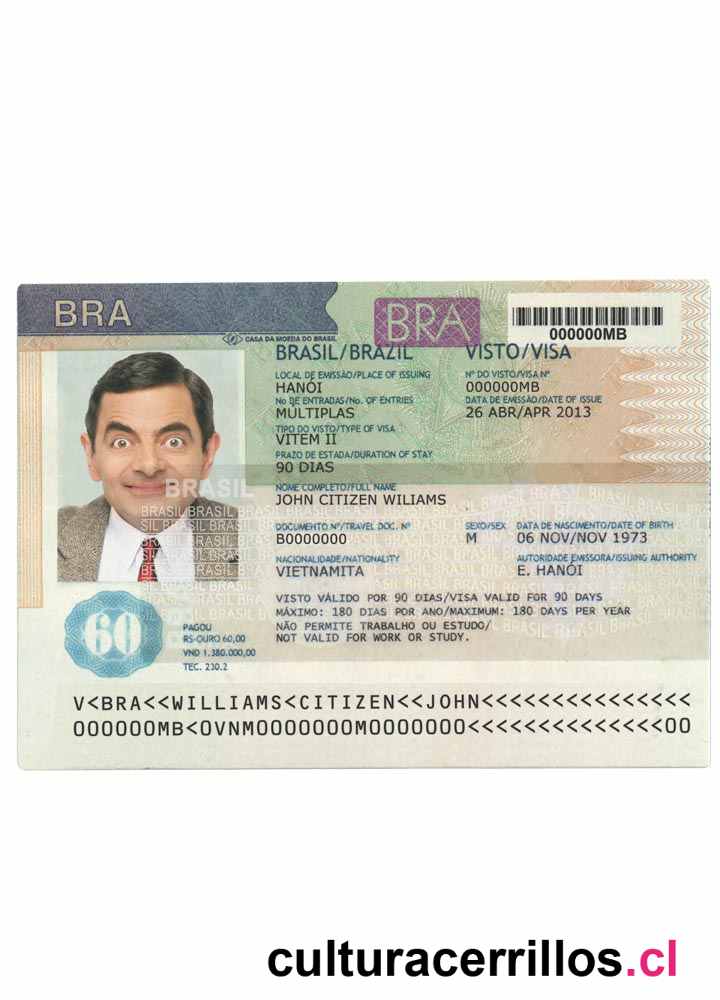 BRA
CASA DA MOEDA DO BRASIL
BRA
000000MB
BRASIL/BRAZIL
VISTO/VISA
LOCAL DE EMISSÃO/PLACE OF ISSUING
HANÓI
Nº DO VISTO/VISA Nº
000000MB
No DE ENTRADAS/No. OF ENTRIES
MÚLTIPLAS
DATA DE EMISSÃO/DATE OF ISSUE
26 ABR/APR 2013
TIPO DO VISTO/TYPE OF VISA
VITEM II
PRAZO DE ESTADA/DURATION OF STAY
90 DIAS
NOME COMPLETO/FULL NAME
JOHN CITIZEN WILIAMS
DOCUMENTO Nº/TRAVEL DOC. Nº
B0000000
SEXO/SEX
M
DATA DE NASCIMENTO/DATE OF BIRTH
06 NOV/NOV 1973
NACIONALIDADE/NATIONALITY
VIETNAMITA
AUTORIDADE EMISSORA/ISSUING AUTHORITY
E. HANÓI
BRASIL
VISTO VÁLIDO POR 90 DIAS/VISA VALID FOR 90 DAYS
MÁXIMO: 180 DIAS POR ANO/MAXIMUM: 180 DAYS PER YEAR
NÃO PERMITE TRABALHO OU ESTUDO/
NOT VALID FOR WORK OR STUDY.
60
PAGOU
R$-OURO 60,00
VND 1.380.000,00
TEC. 230.2
V<BRA<<WILLIAMS<CITIZEN<<JOHN<<<<<<<<<<<<<<<
000000MB<0VNM0000000M0000000<<<<<<<<<<<<<<00
culturacerrillos.cl